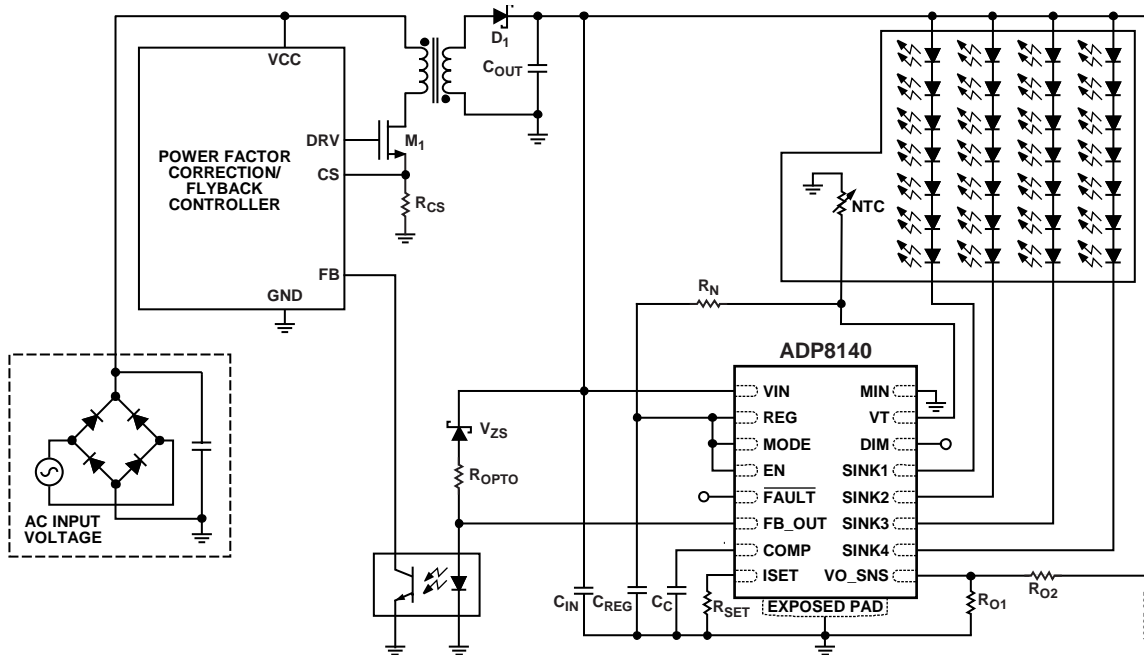 D1
VCC
COUT
DRV
M1
POWER FACTOR
CORRECTION/
FLYBACK
CONTROLLER
CS
RCS
NTC
FB
RN
GND
ADP8140
VIN
MIN
REG
VT
VZS
MODE
DIM
EN
SINK1
ROPTO
FAULT
SINK2
AC INPUT
VOLTAGE
FB_OUT
SINK3
COMP
SINK4
ISET
VO_SNS
RO2
CIN
CREG
CC
RSET
EXPOSED PAD
RO1